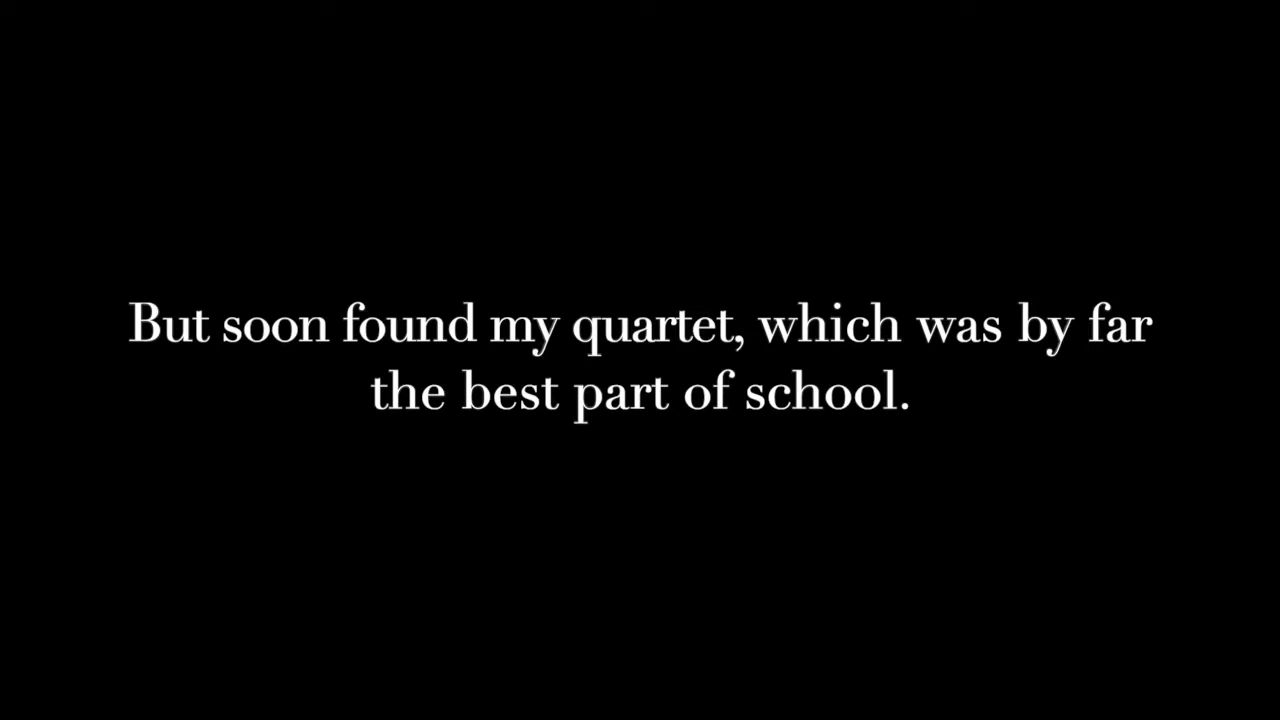 But soon found my quartet, which was by far
the best part of school.